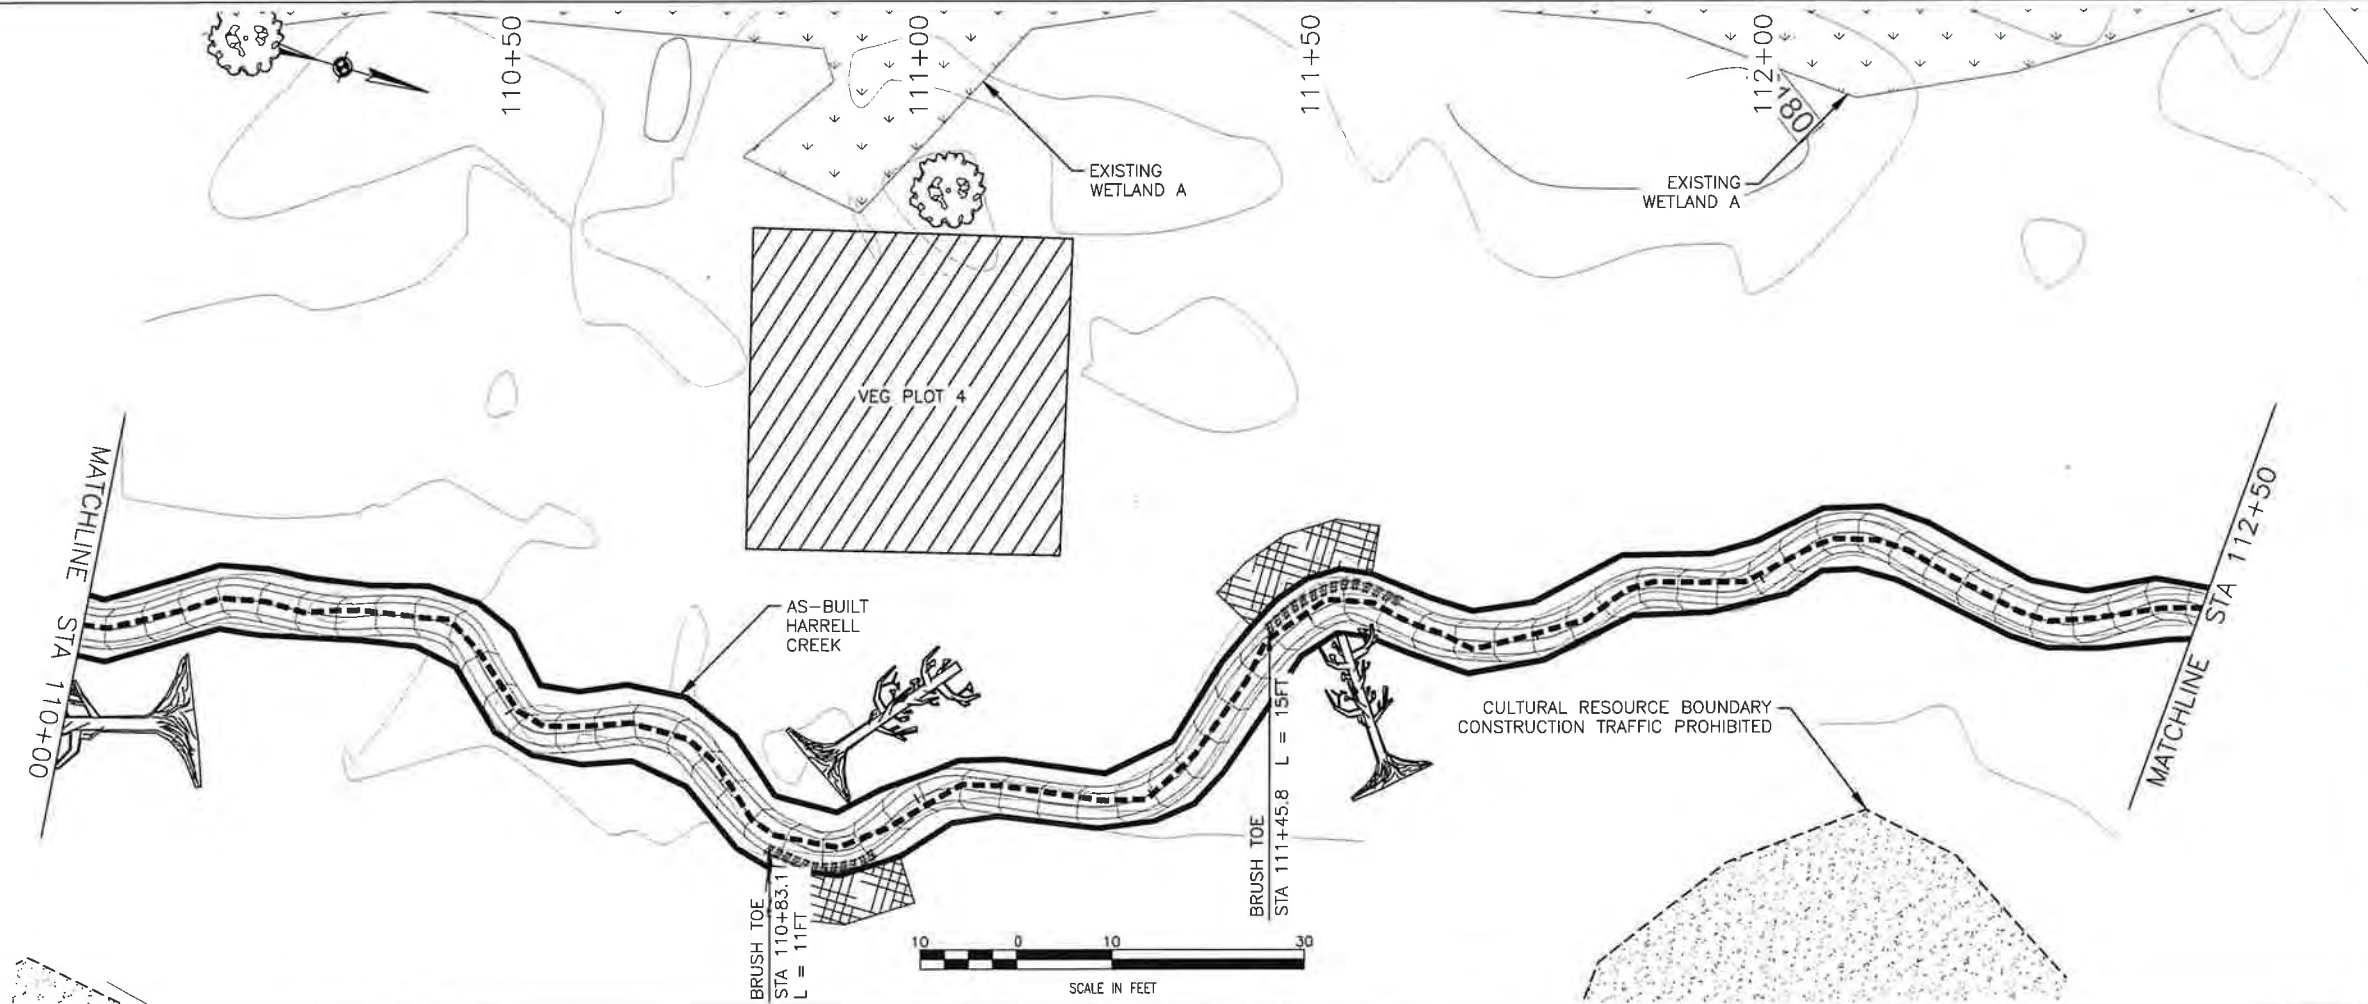 110+50
111+00
111+50
112+00
180
EXISTING
WETLAND A
EXISTING
WETLAND A
VEG PLOT 4
MATCHLINE STA 110+00
MATCHLINE STA 112+50
AS-BUILT
HARRELL
CREEK
CULTURAL RESOURCE BOUNDARY
CONSTRUCTION TRAFFIC PROHIBITED
BRUSH TOE
STA 110+83.1
L = 11FT
BRUSH TOE
STA 111+45.8 L = 15FT
10 0 10 30
SCALE IN FEET